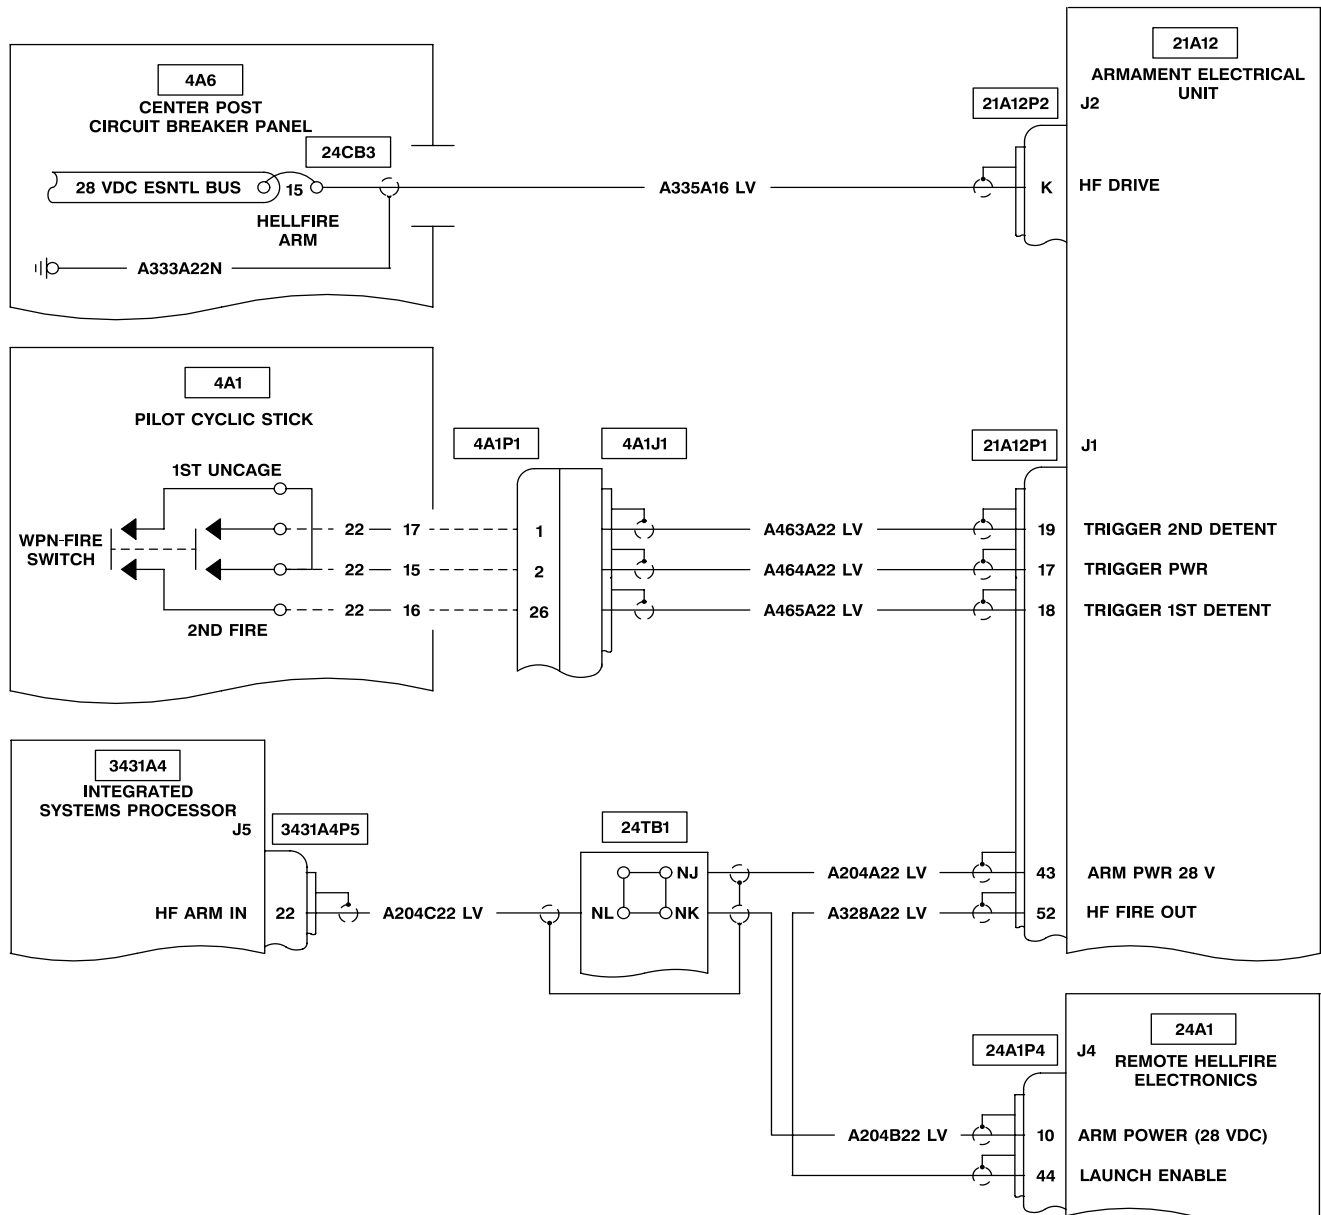 4A6
CENTER POST
CIRCUIT BREAKER PANEL
24CB3
28 VDC ESNTL BUS
15
HELLFIRE
ARM
A333A22N
A335A16 LV
21A12
ARMAMENT ELECTRICAL
UNIT
21A12P2
J2
K
HF DRIVE
4A1
PILOT CYCLIC STICK
1ST UNCAGE
WPN-FIRE
SWITCH
2ND FIRE
22 17
22 15
22 16
4A1P1
4A1J1
1
2
26
A463A22 LV
A464A22 LV
A465A22 LV
21A12P1
J1
19 TRIGGER 2ND DETENT
17 TRIGGER PWR
18 TRIGGER 1ST DETENT
3431A4
INTEGRATED
SYSTEMS PROCESSOR
J5
3431A4P5
HF ARM IN 22
A204C22 LV
24TB1
NJ
NL NK
A204A22 LV
43 ARM PWR 28 V
A328A22 LV
52 HF FIRE OUT
24A1
REMOTE HELLFIRE
ELECTRONICS
24A1P4
J4
A204B22 LV
10 ARM POWER (28 VDC)
44 LAUNCH ENABLE